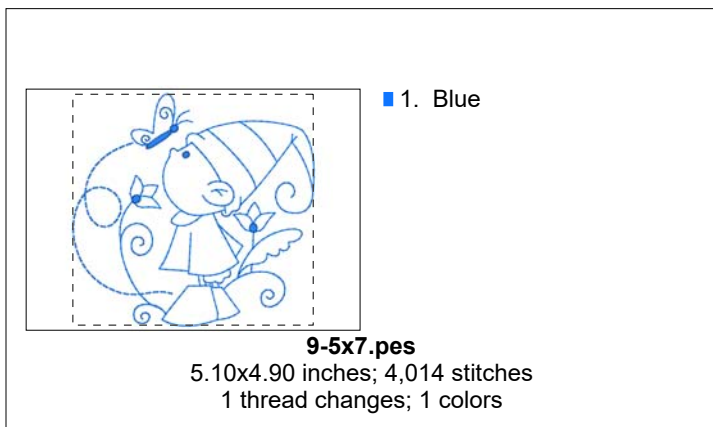 1. Blue
9-5x7.pes
5.10x4.90 inches; 4,014 stitches
1 thread changes; 1 colors